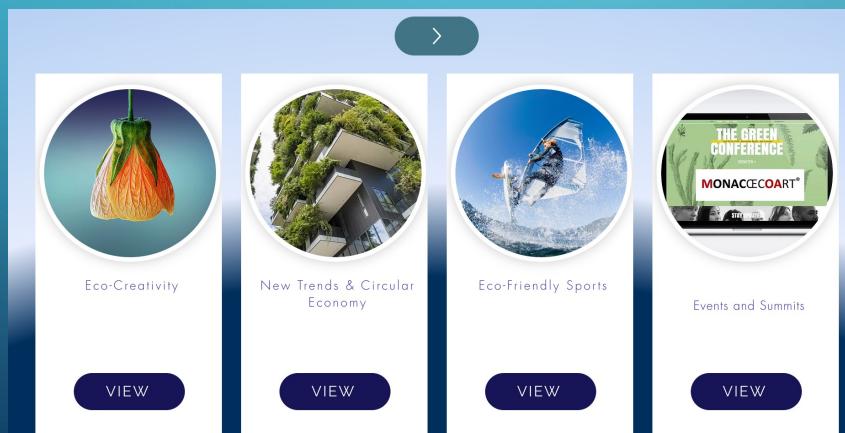 THE GREEN
CONFERENCE
MONACŒCOART®
Eco-Creativity
New Trends & Circular
Economy
Eco-Friendly Sports
Events and Summits
VIEW
VIEW
VIEW
VIEW